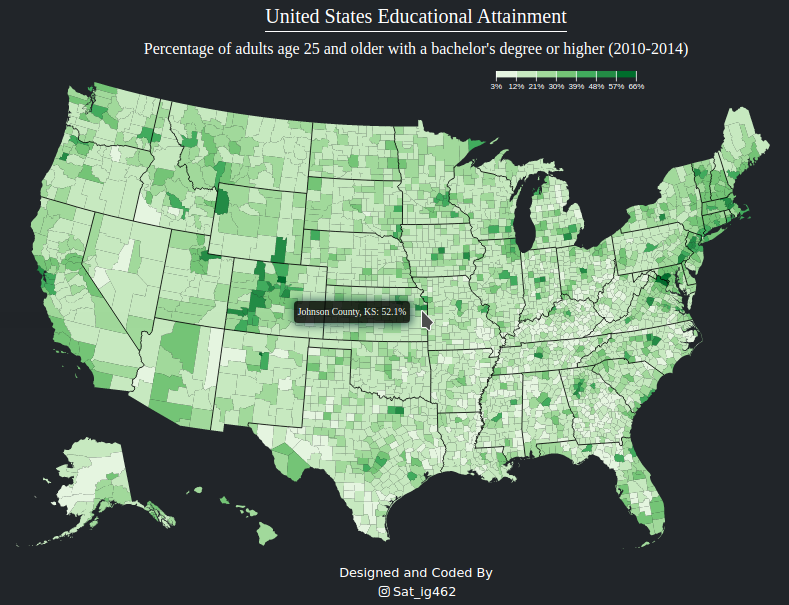 United States Educational Attainment
Percentage of adults age 25 and older with a bachelor's degree or higher (2010-2014)
3% 12% 21% 30% 39% 48% 57% 66%
Johnson County, KS: 52.1%
Designed and Coded By
Sat_ig462